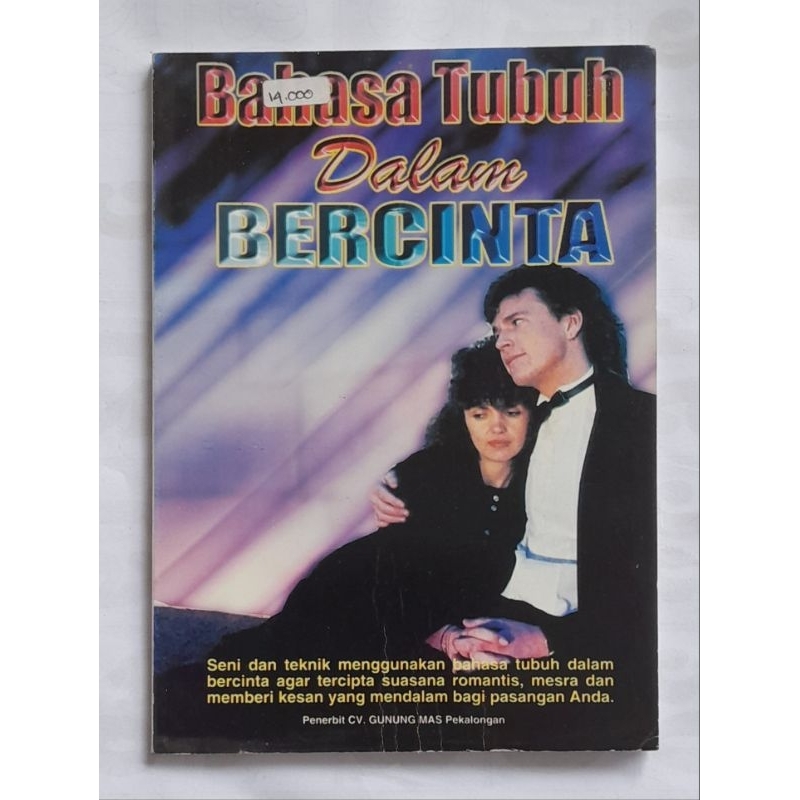 Bahasa Tubuh
19.000
Dalam
BERCINTA
Seni dan teknik menggunakan bahasa tubuh dalam
bercinta agar tercipta suasana romantis, mesra dan
memberi kesan yang mendalam bagi pasangan Anda.
Penerbit CV. GUNUNG MAS Pekalongan